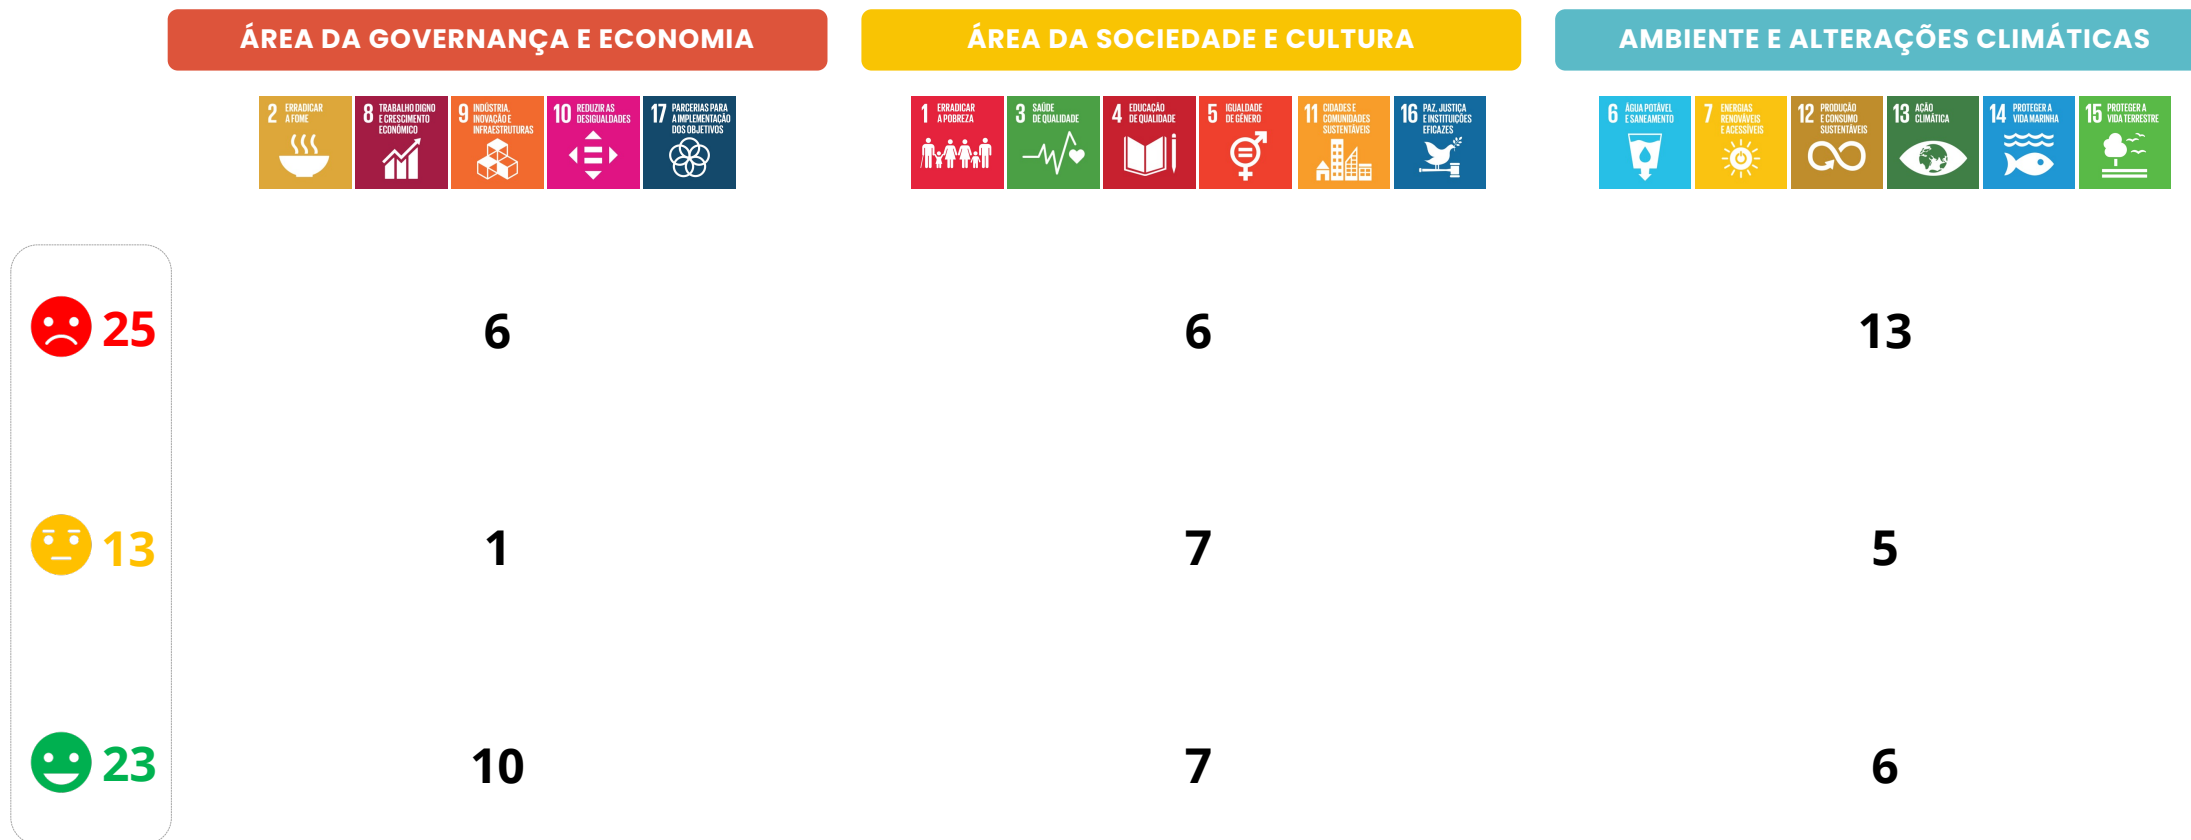 ÁREA DA GOVERNANÇA E ECONOMIA
ÁREA DA SOCIEDADE E CULTURA
AMBIENTE E ALTERAÇÕES CLIMÁTICAS
2 ERRADICAR
A FOME
8 TRABALHO DIGNO
E CRESCIMENTO
ECONÓMICO
9 INDÚSTRIA,
INOVAÇÃO E
INFRAESTRUTURAS
10 REDUZIR AS
DESIGUALDADES
17 PARCERIAS PARA
A IMPLEMENTAÇÃO
DOS OBJETIVOS
1 ERRADICAR
A POBREZA
3 SAÚDE
DE QUALIDADE
4 EDUCAÇÃO
DE QUALIDADE
5 IGUALDADE
DE GÉNERO
11 CIDADES E
COMUNIDADES
SUSTENTÁVEIS
16 PAZ, JUSTIÇA
E INSTITUIÇÕES
EFICAZES
6 ÁGUA POTÁVEL
E SANEAMENTO
7 ENERGIAS
RENOVÁVEIS
E ACESSÍVEIS
12 PRODUÇÃO
E CONSUMO
SUSTENTÁVEIS
13 AÇÃO
CLIMÁTICA
14 PROTEGER A
VIDA MARINHA
15 PROTEGER A
VIDA TERRESTRE
25
6
6
13
13
1
7
5
23
10
7
6